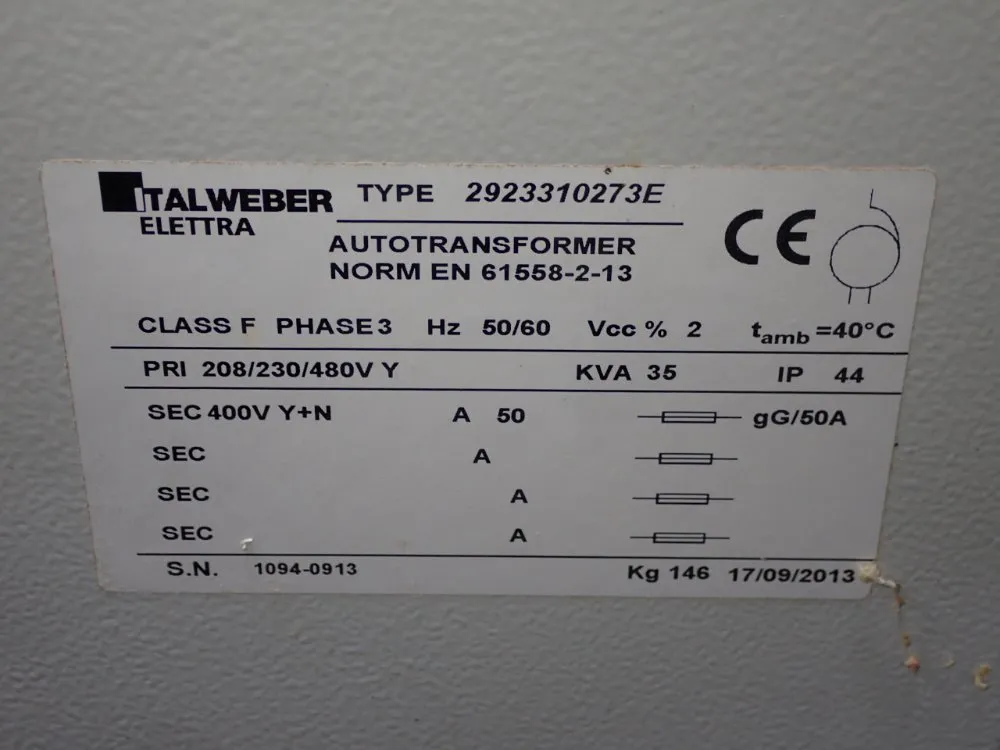 ITALWEBER TYPE 2923310273E
ELETTRA
AUTOTRANSFORMER
NORM EN 61558-2-13
CE
CLASS F PHASE 3 Hz 50/60 Vcc % 2 tamb =40°C
PRI 208/230/480V Y KVA 35 IP 44
SEC 400V Y+N A 50 gG/50A
SEC A
SEC A
SEC A
S.N. 1094-0913 Kg 146 17/09/2013